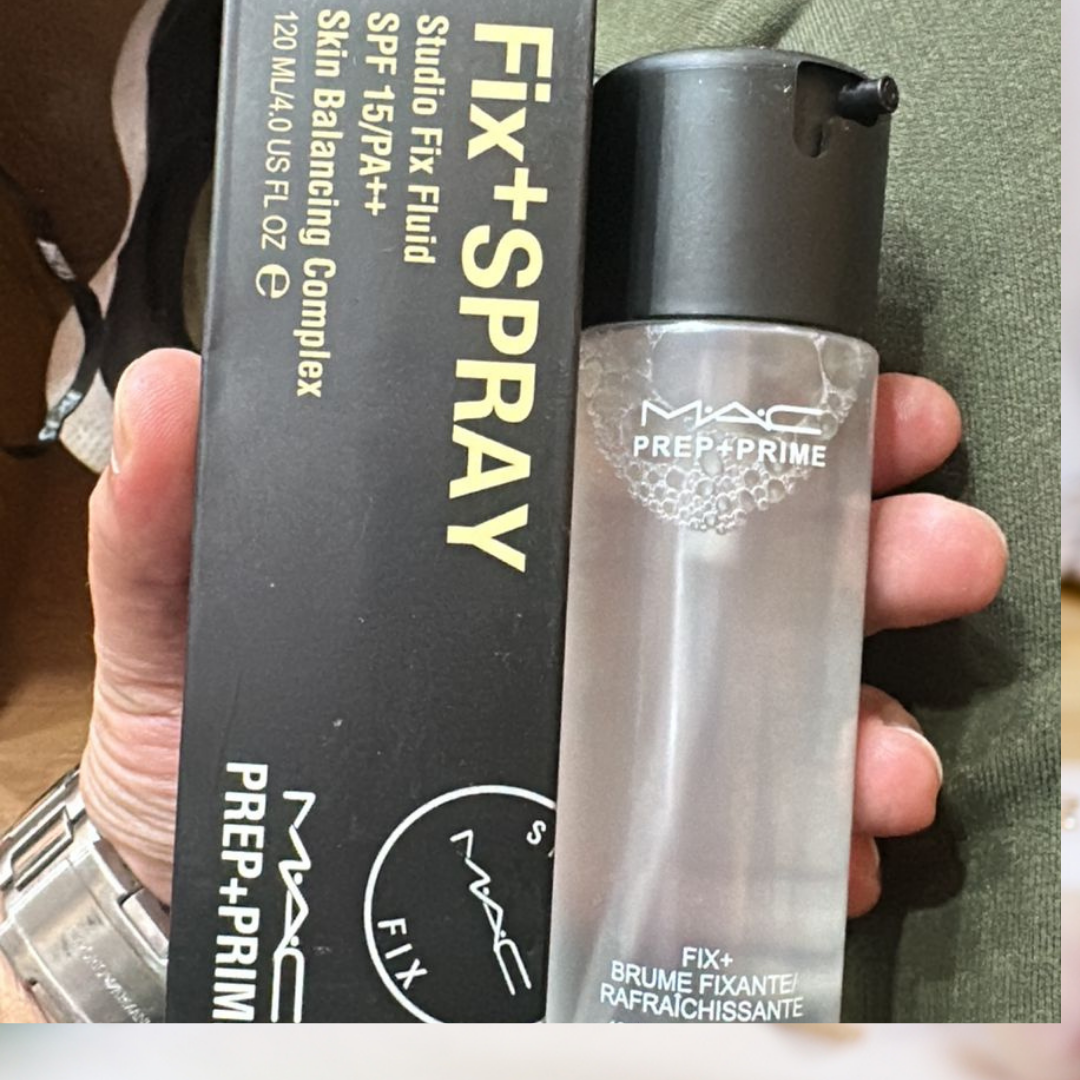 Fix+SPRAY
Studio Fix Fluid
SPF 15/PA++
Skin Balancing Complex
120 ML/4.0 US FL OZ e
M·A·C
PREP+PRIM
M·A·C
FIX
M·A·C
PREP+PRIME
FIX+
BRUME FIXANTE/
RAFRAÎCHISSANTE